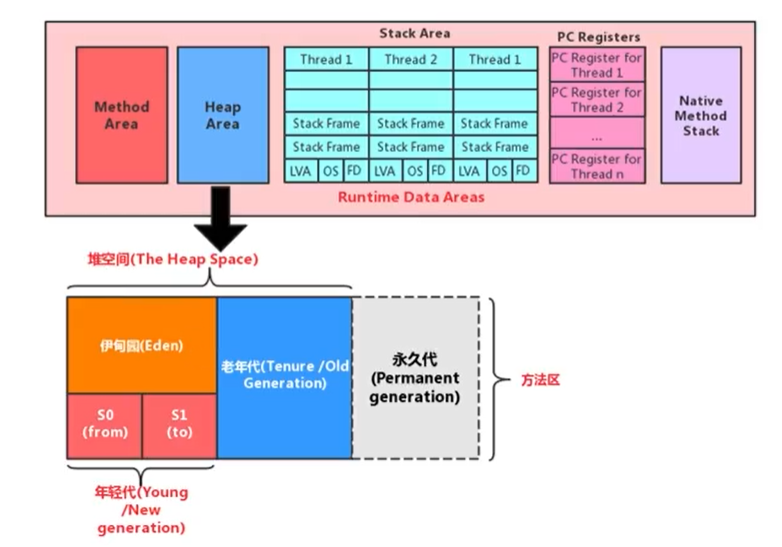 Stack Area
PC Registers
Method
Area
Heap
Area
Thread 1
Thread 2
Thread 1
Stack Frame
Stack Frame
Stack Frame
Stack Frame
Stack Frame
Stack Frame
LVA
OS
FD
LVA
OS
FD
LVA
OS
FD
PC Register for
Thread 1
PC Register for
Thread 2
...
PC Register for
Thread n
Native
Method
Stack
Runtime Data Areas
堆空间(The Heap Space)
伊甸园(Eden)
S0
(from)
S1
(to)
老年代(Tenure /Old
Generation)
永久代
(Permanent
generation)
方法区
年轻代(Young
/New
generation)